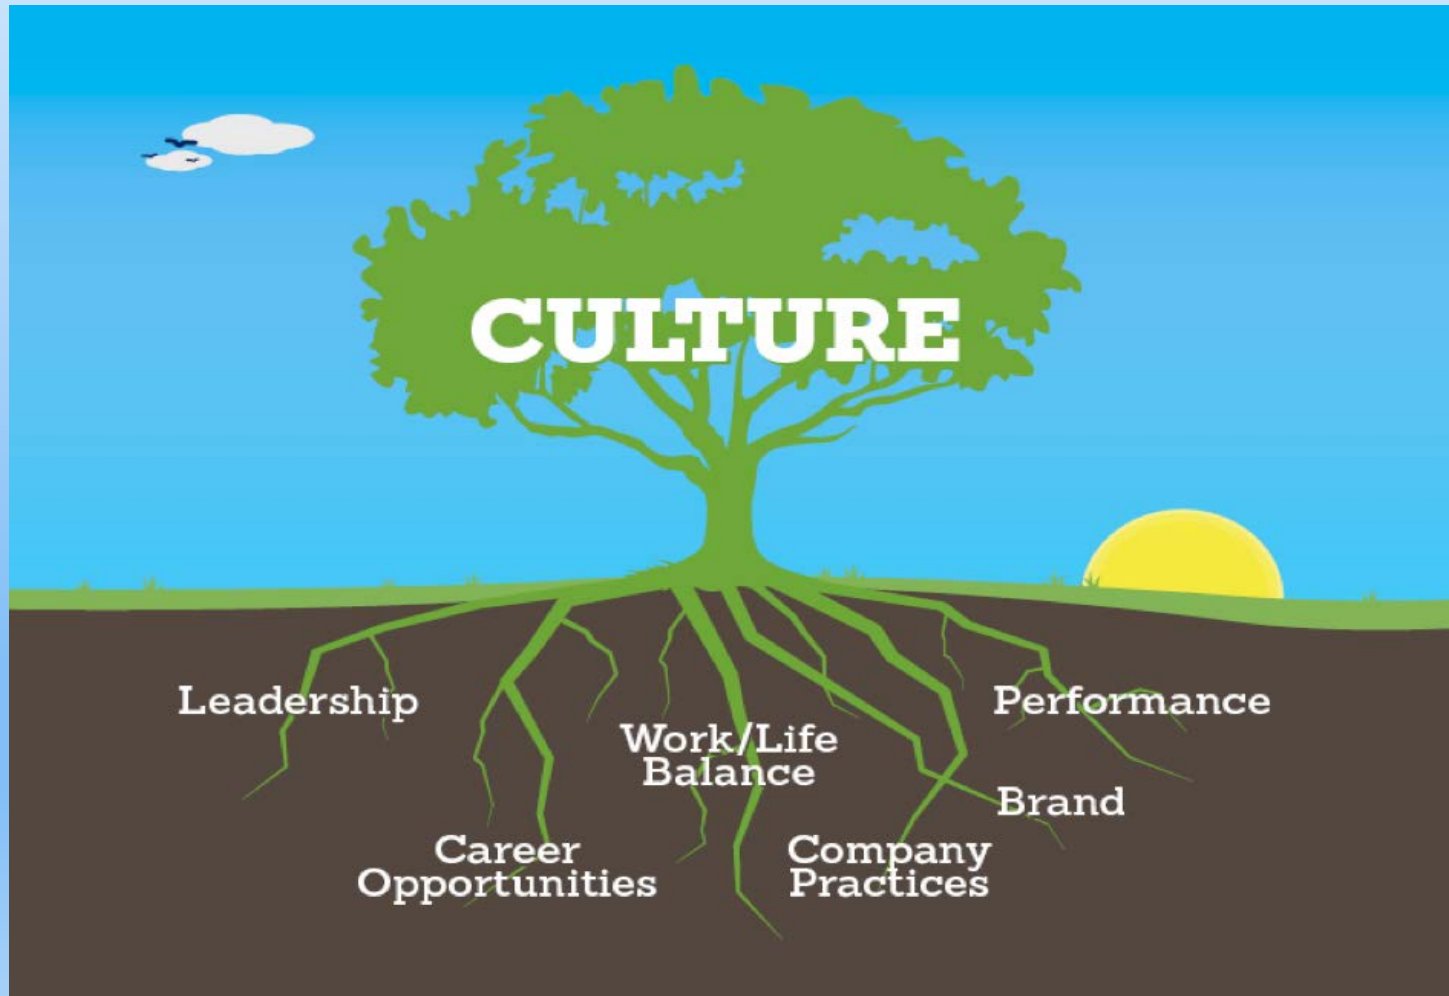 CULTURE
Leadership
Performance
Work/Life
Balance
Brand
Career
Opportunities
Company
Practices